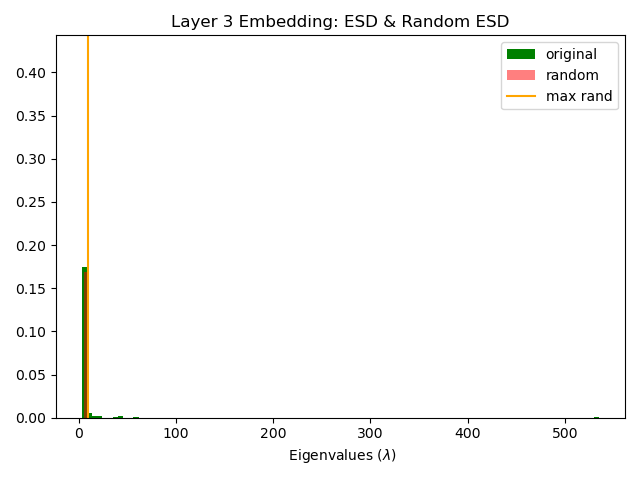 Layer 3 Embedding: ESD & Random ESD
original
random
max rand
0.40
0.35
0.30
0.25
0.20
0.15
0.10
0.05
0.00
0 100 200 300 400 500
Eigenvalues (λ)